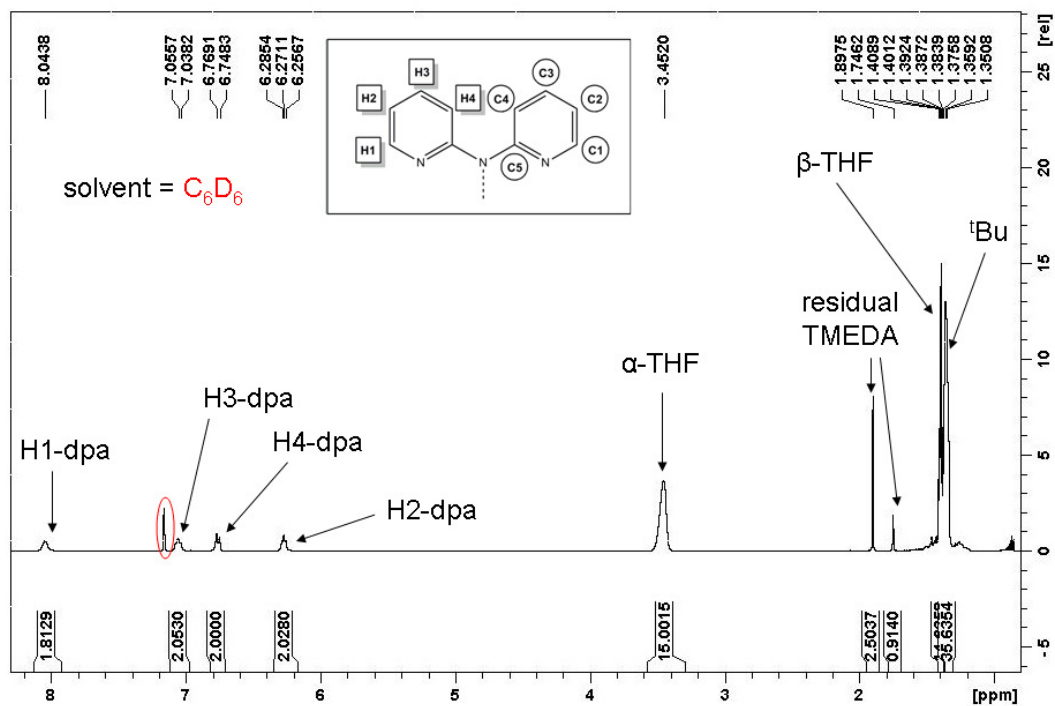 8.0438
7.0557
7.0382
6.7691
6.7483
6.2854
6.2711
6.2567
3.4520
1.8975
1.7462
1.4089
1.4012
1.3924
1.3872
1.3839
1.3758
1.3592
1.3508
[rel]
H3 C3
H2 H4 C4 C2
H1 C1
N N N
C5
solvent = C₆D₆
β-THF
ᵗBu
residual
TMEDA
α-THF
H3-dpa
H1-dpa
H4-dpa
H2-dpa
25
20
15
10
5
0
-5
1.8129
2.0530
2.0000
2.0280
15.0015
2.5037
0.9140
35.6354
8 7 6 5 4 3 2 [ppm]